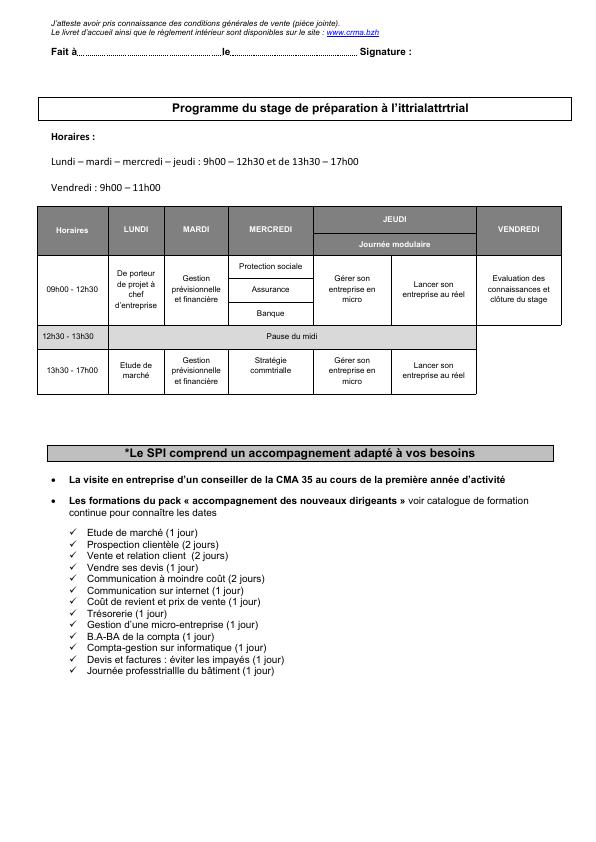 J'atteste avoir pris connaissance des conditions générales de vente (pièce jointe).
Le livret d'accueil ainsi que le règlement intérieur sont disponibles sur le site : www.crma.bzh
Fait à le Signature :
Programme du stage de préparation à l'ittrialattrtrial
Horaires :
Lundi – mardi – mercredi – jeudi : 9h00 – 12h30 et de 13h30 – 17h00
Vendredi : 9h00 – 11h00
Horaires LUNDI MARDI MERCREDI JEUDI VENDREDI
Journée modulaire
09h00 - 12h30
De porteur
de projet à
chef
d'entreprise
Gestion
prévisionnelle
et financière
Protection sociale
Assurance
Banque
Gérer son
entreprise en
micro
Lancer son
entreprise au réel
Evaluation des
connaissances et
clôture du stage
12h30 - 13h30 Pause du midi
13h30 - 17h00
Etude de
marché
Gestion
prévisionnelle
et financière
Stratégie
commtrialle
Gérer son
entreprise en
micro
Lancer son
entreprise au réel
*Le SPI comprend un accompagnement adapté à vos besoins
• La visite en entreprise d'un conseiller de la CMA 35 au cours de la première année d'activité
• Les formations du pack « accompagnement des nouveaux dirigeants » voir catalogue de formation
continue pour connaître les dates
✓ Etude de marché (1 jour)
✓ Prospection clientèle (2 jours)
✓ Vente et relation client (2 jours)
✓ Vendre ses devis (1 jour)
✓ Communication à moindre coût (2 jours)
✓ Communication sur internet (1 jour)
✓ Coût de revient et prix de vente (1 jour)
✓ Trésorerie (1 jour)
✓ Gestion d'une micro-entreprise (1 jour)
✓ B.A-BA de la compta (1 jour)
✓ Compta-gestion sur informatique (1 jour)
✓ Devis et factures : éviter les impayés (1 jour)
✓ Journée professtriallle du bâtiment (1 jour)